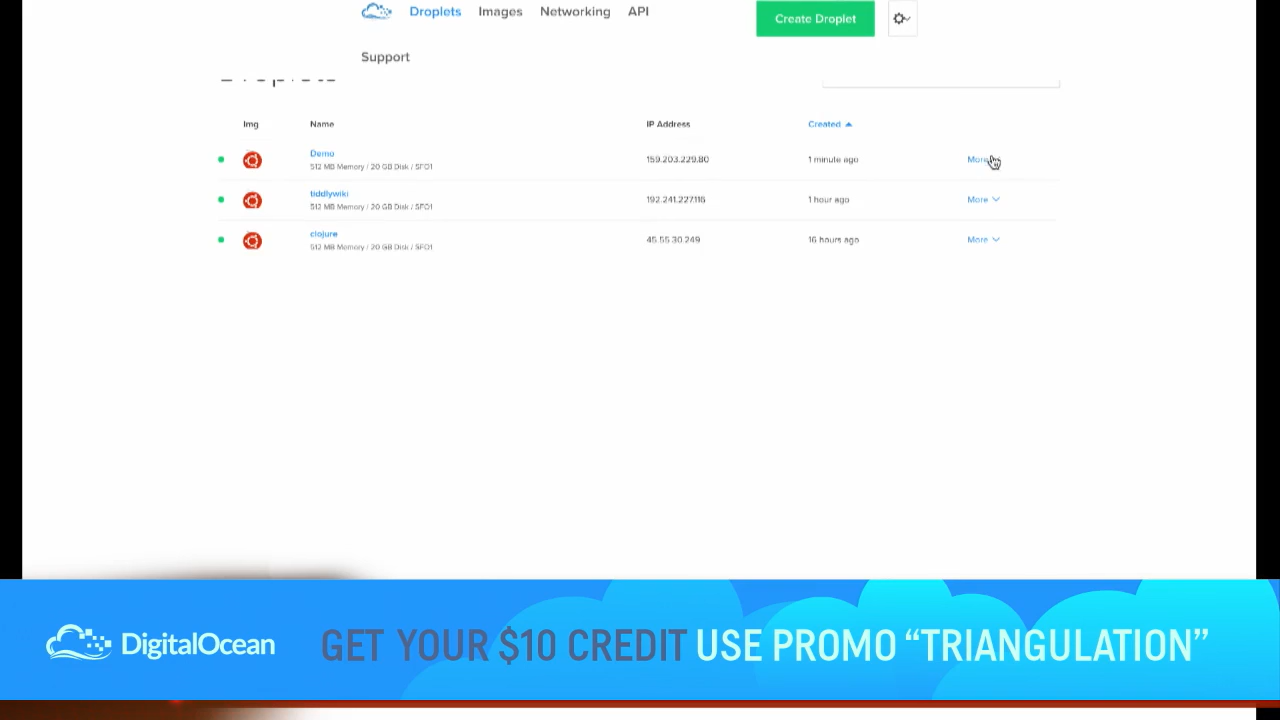 Droplets Images Networking API
Create Droplet
Support
Droplets
Img Name IP Address Created
Demo
512 MB Memory / 20 GB Disk / SFO1
159.203.229.80
1 minute ago
More
tiddlywiki
512 MB Memory / 20 GB Disk / SFO1
192.241.227.116
1 hour ago
More
clojure
512 MB Memory / 20 GB Disk / SFO1
45.55.30.249
16 hours ago
More
DigitalOcean
GET YOUR $10 CREDIT USE PROMO “TRIANGULATION”